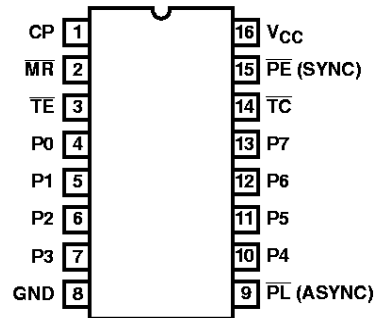 CP 1 16 VCC
MR 2 15 PE (SYNC)
TE 3 14 TC
P0 4 13 P7
P1 5 12 P6
P2 6 11 P5
P3 7 10 P4
GND 8 9 PL (ASYNC)